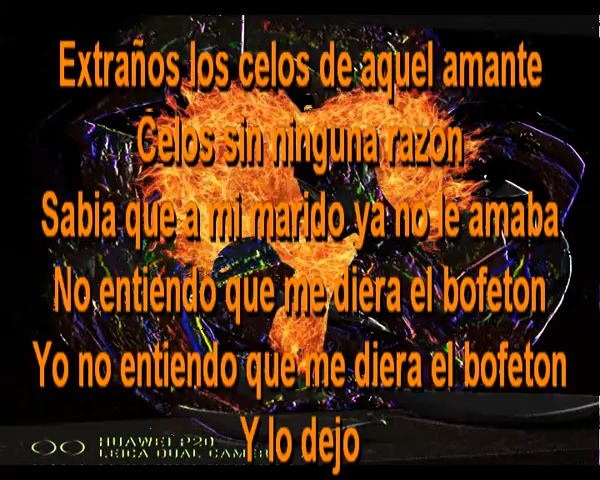 Extraños los celos de aquel amante
Celos sin ninguna razon
Sabia que a mi marido ya no le amaba
No entiendo que me diera el bofeton
Yo no entiendo que me diera el bofeton
Y lo dejo
HUAWEI P20
LEICA DUAL CAMER